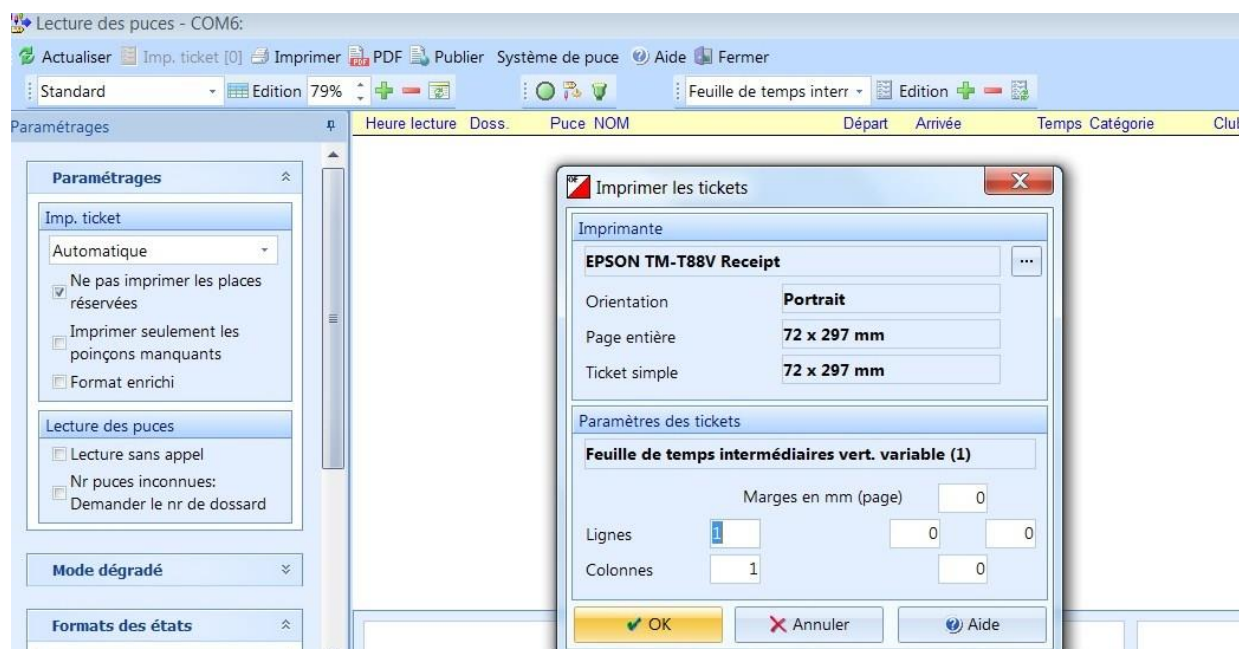 Lecture des puces - COM6:
Actualiser Imp. ticket [0] Imprimer PDF Publier Système de puce Aide Fermer
Standard Edition 79% Feuille de temps interr Edition
Paramétrages
Heure lecture Doss. Puce NOM Départ Arrivée Temps Catégorie Club
Paramétrages
Imp. ticket
Automatique
Ne pas imprimer les places
réservées
Imprimer seulement les
poinçons manquants
Format enrichi
Lecture des puces
Lecture sans appel
Nr puces inconnues:
Demander le nr de dossard
Mode dégradé
Formats des états
Imprimer les tickets
Imprimante
EPSON TM-T88V Receipt
...
Orientation Portrait
Page entière 72 x 297 mm
Ticket simple 72 x 297 mm
Paramètres des tickets
Feuille de temps intermédiaires vert. variable (1)
Marges en mm (page) 0
Lignes 1 0 0
Colonnes 1 0
OK Annuler Aide